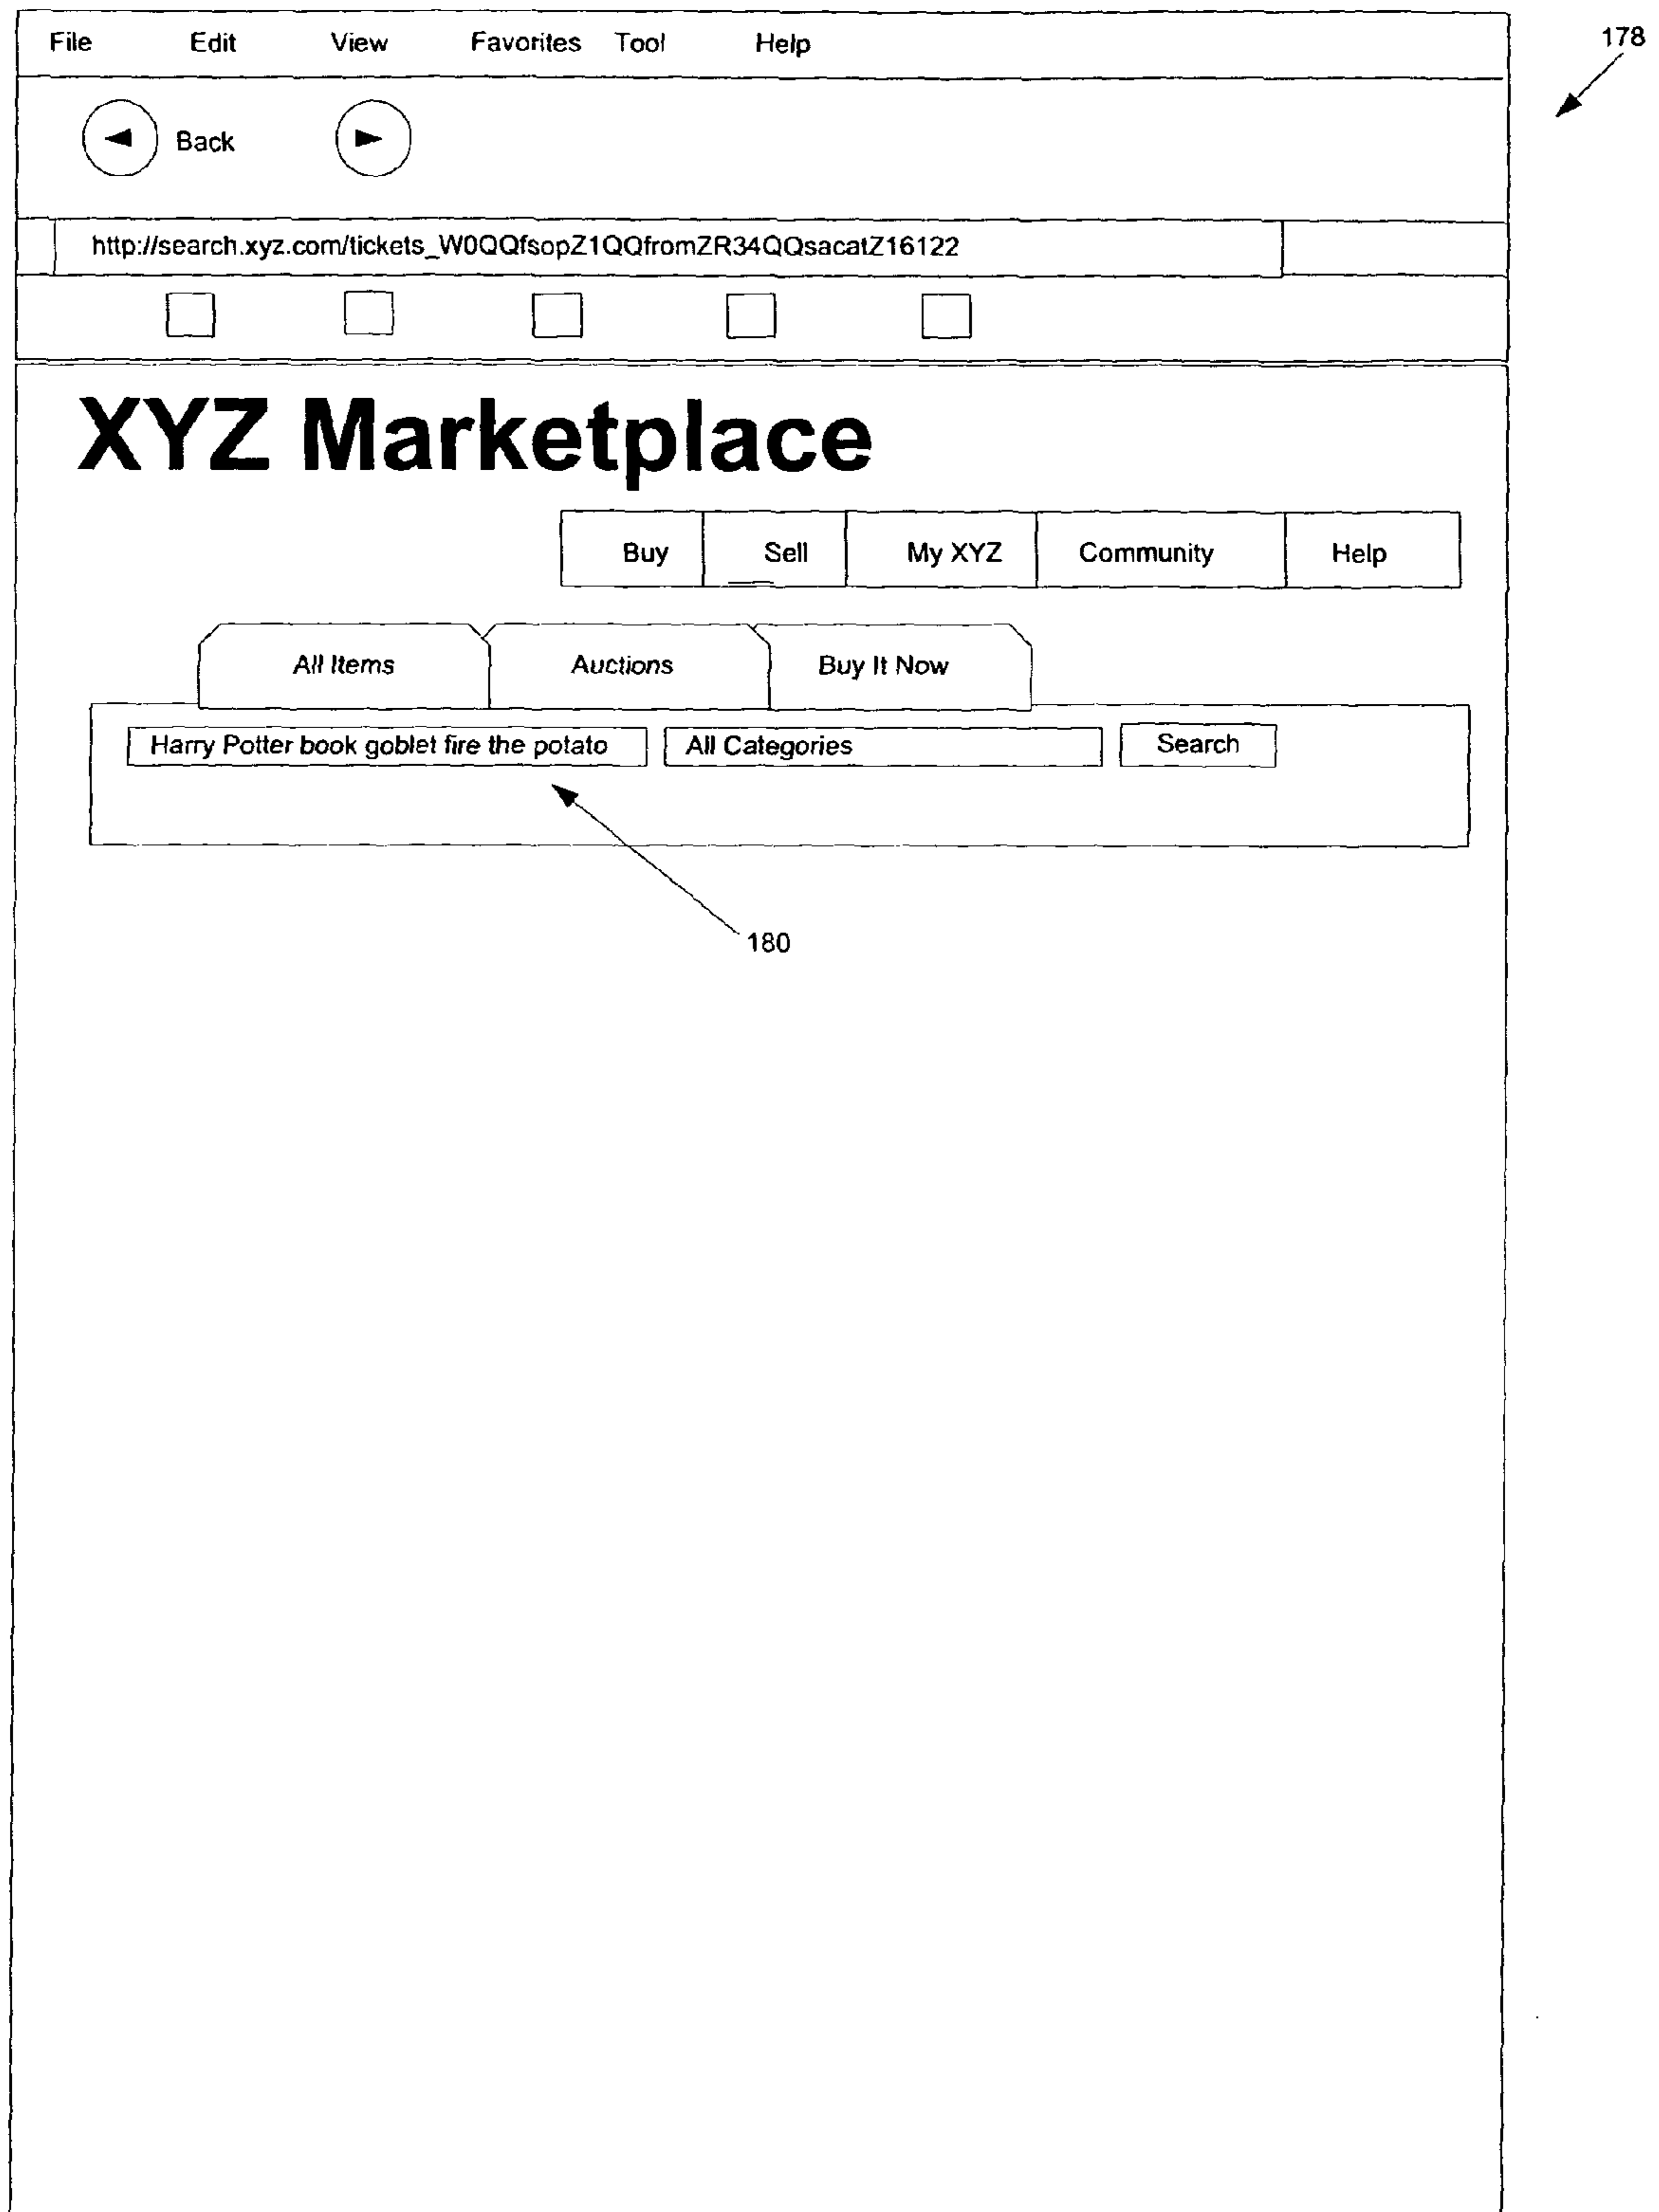 File Edit View Favorites Tool Help
178
Back
http://search.xyz.com/tickets_W0QQfsopZ1QQfromZR34QQsacatZ16122
XYZ Marketplace
Buy Sell My XYZ Community Help
All Items Auctions Buy It Now
Harry Potter book goblet fire the potato All Categories Search
180